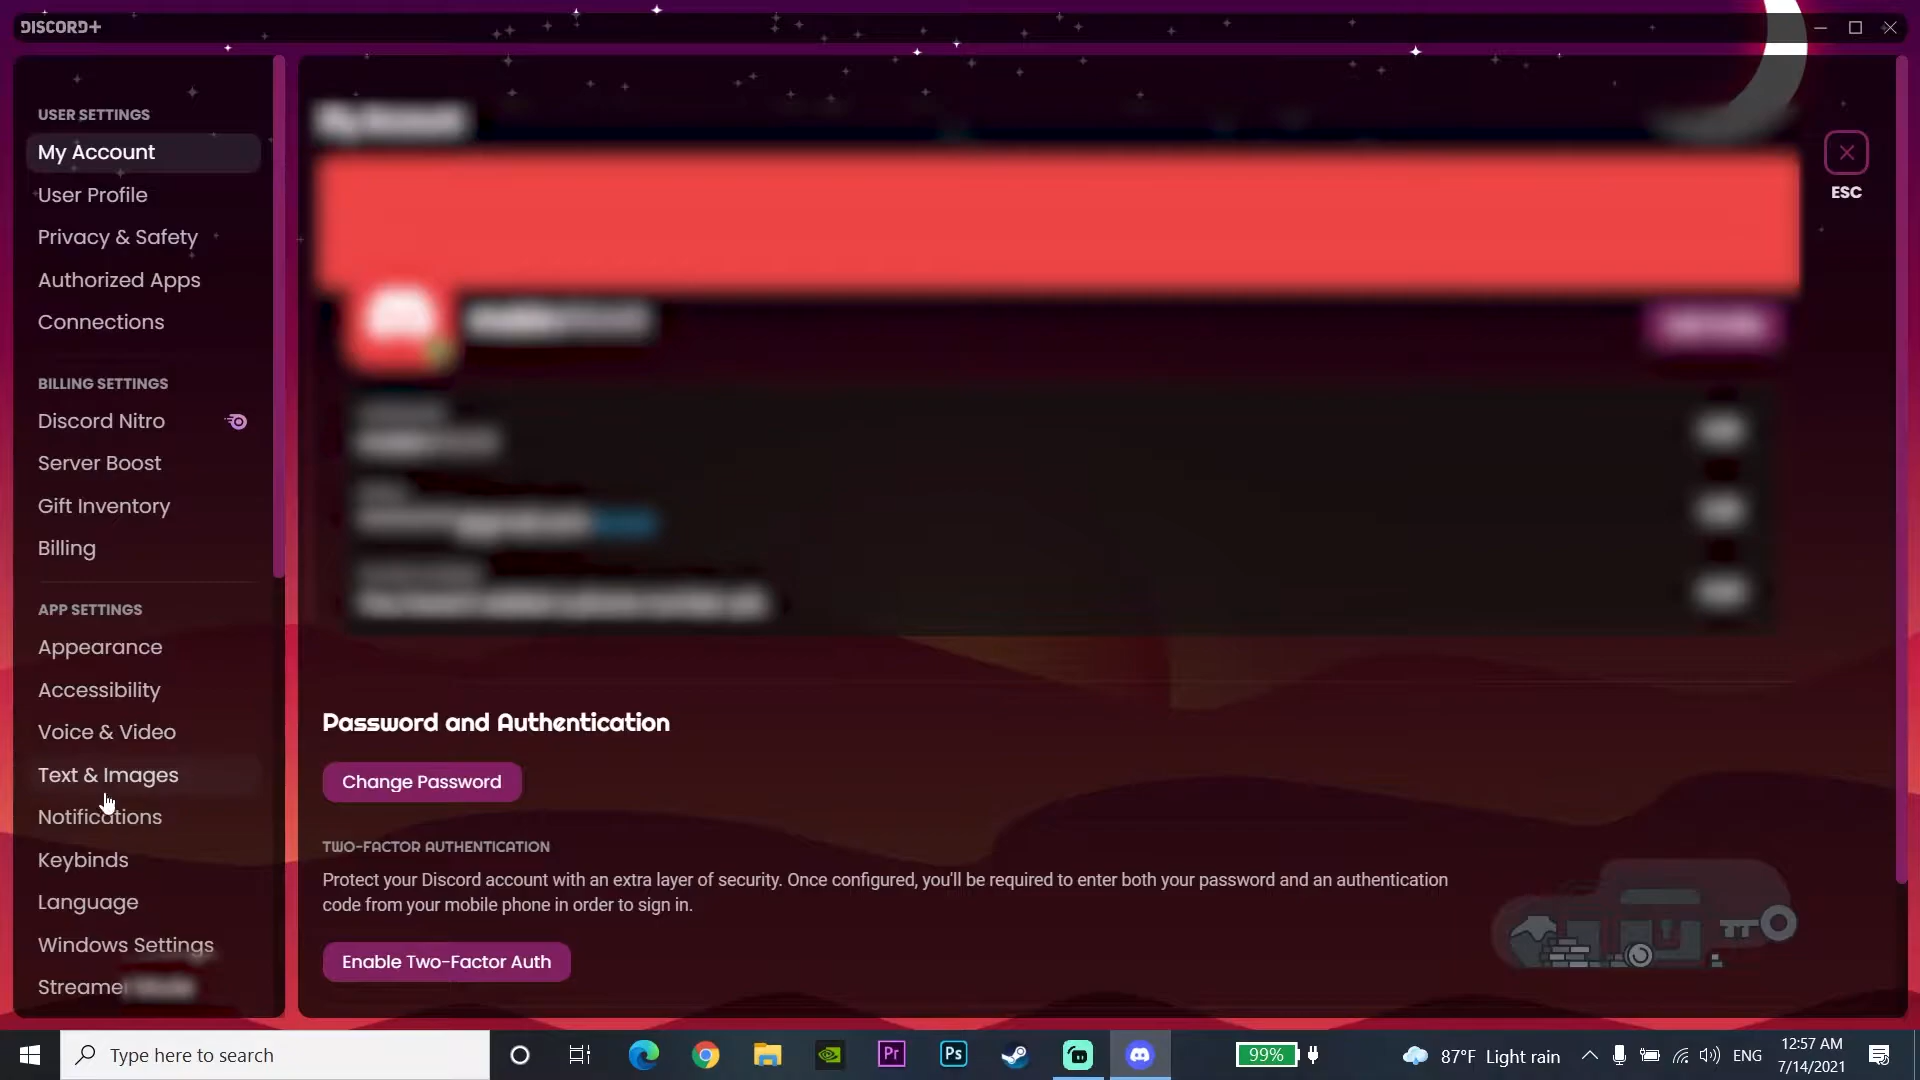 DISCORD+
USER SETTINGS
My Account
User Profile
Privacy & Safety
Authorized Apps
Connections
BILLING SETTINGS
Discord Nitro
Server Boost
Gift Inventory
Billing
APP SETTINGS
Appearance
Accessibility
Voice & Video
Text & Images
Notifications
Keybinds
Language
Windows Settings
Streamer
ESC
Password and Authentication
Change Password
TWO-FACTOR AUTHENTICATION
Protect your Discord account with an extra layer of security. Once configured, you'll be required to enter both your password and an authentication
code from your mobile phone in order to sign in.
Enable Two-Factor Auth
Type here to search
Pr
Ps
99%
87°F Light rain
ENG
12:57 AM
7/14/2021